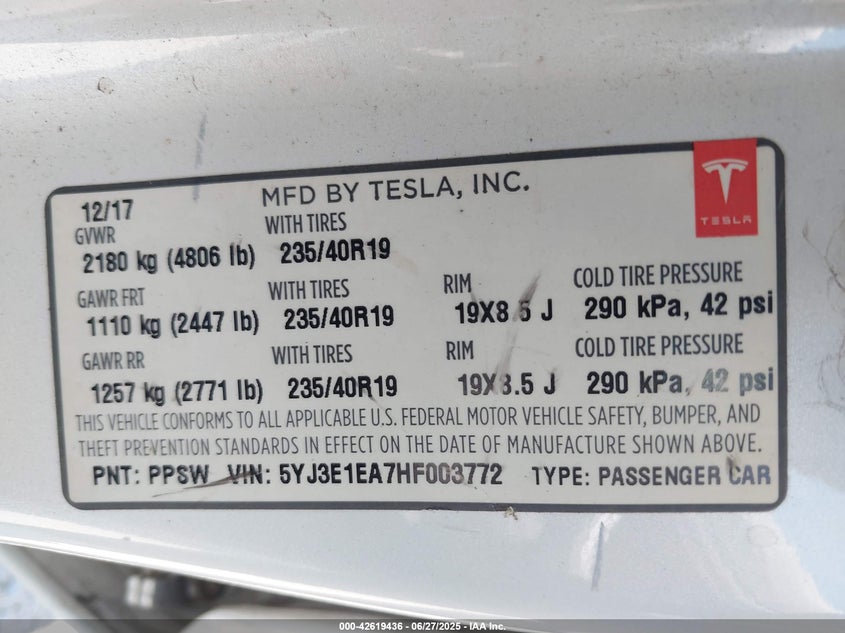 12/17 MFD BY TESLA, INC.
TESLA
GVWR WITH TIRES
2180 kg (4806 lb) 235/40R19
GAWR FRT WITH TIRES RIM COLD TIRE PRESSURE
1110 kg (2447 lb) 235/40R19 19X8.5 J 290 kPa, 42 psi
GAWR RR WITH TIRES RIM COLD TIRE PRESSURE
1257 kg (2771 lb) 235/40R19 19X8.5 J 290 kPa, 42 psi
THIS VEHICLE CONFORMS TO ALL APPLICABLE U.S. FEDERAL MOTOR VEHICLE SAFETY, BUMPER, AND
THEFT PREVENTION STANDARDS IN EFFECT ON THE DATE OF MANUFACTURE SHOWN ABOVE.
PNT: PPSW VIN: 5YJ3E1EA7HF003772 TYPE: PASSENGER CAR
000-42619436 - 06/27/2025 - IAA Inc.